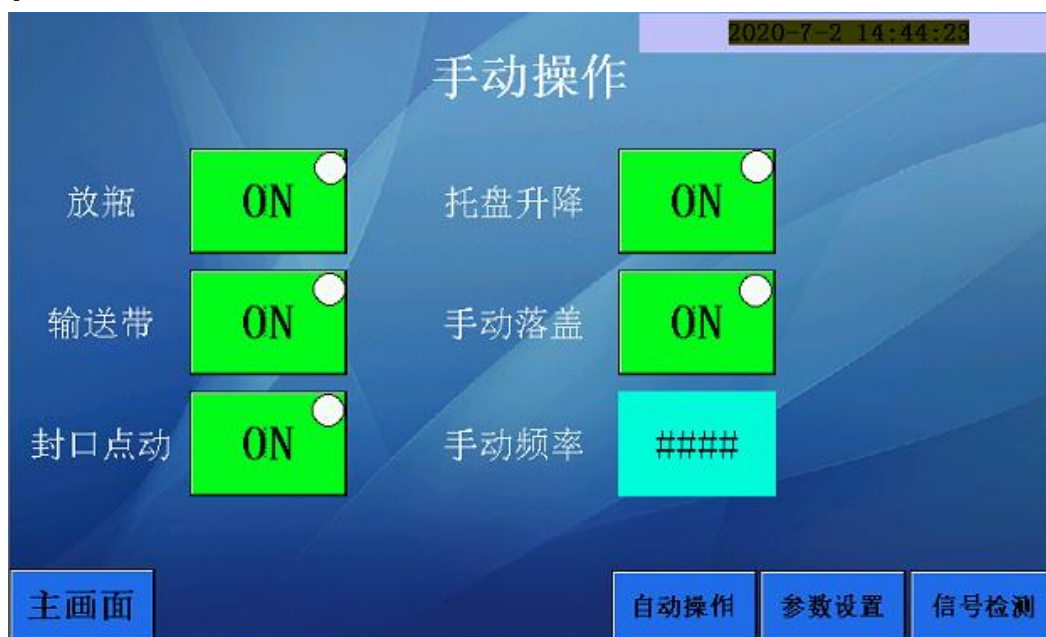 2020-7-2 14:44:23
手动操作
放瓶 ON 托盘升降 ON
输送带 ON 手动落盖 ON
封口点动 ON 手动频率 ####
主画面 自动操作 参数设置 信号检测